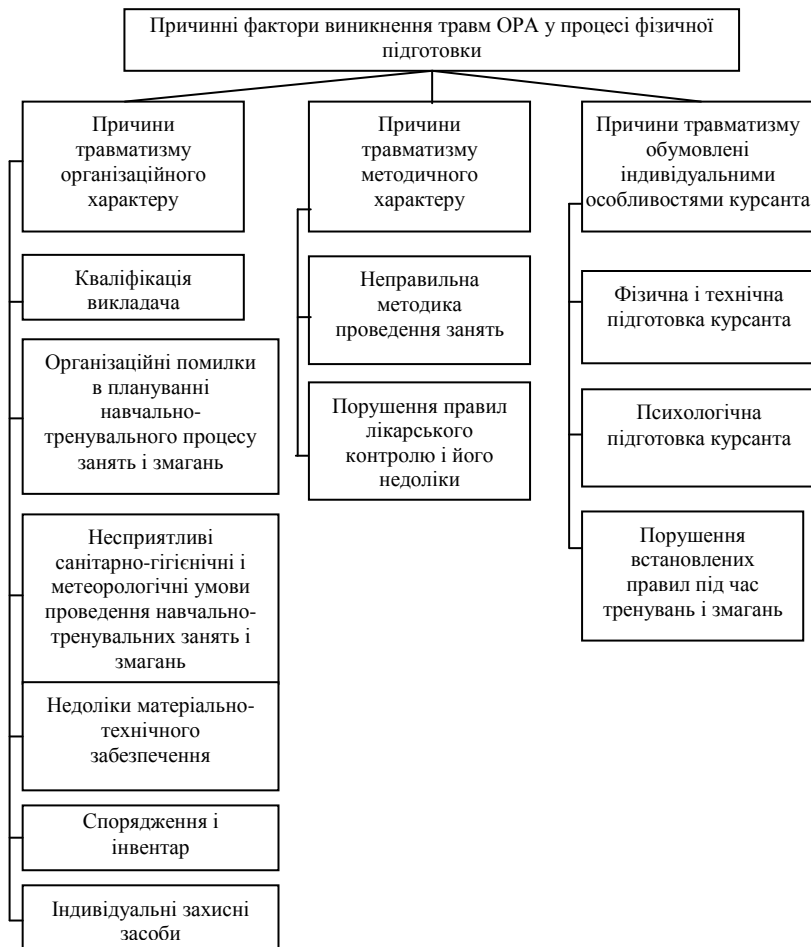 Причинні фактори виникнення травм ОРА у процесі фізичної
підготовки
Причини
травматизму
організаційного
характеру
Кваліфікація
викладача
Організаційні помилки
в плануванні
навчально-
тренувального процесу
занять і змагань
Несприятливі
санітарно-гігієнічні і
метеорологічні умови
проведення навчально-
тренувальних занять і
змагань
Недоліки матеріально-
технічного
забезпечення
Спорядження і
інвентар
Індивідуальні захисні
засоби
Причини
травматизму
методичного
характеру
Неправильна
методика
проведення занять
Порушення правил
лікарського
контролю і його
недоліки
Причини травматизму
обумовлені
індивідуальними
особливостями курсанта
Фізична і технічна
підготовка курсанта
Психологічна
підготовка курсанта
Порушення
встановлених
правил під час
тренувань і змагань